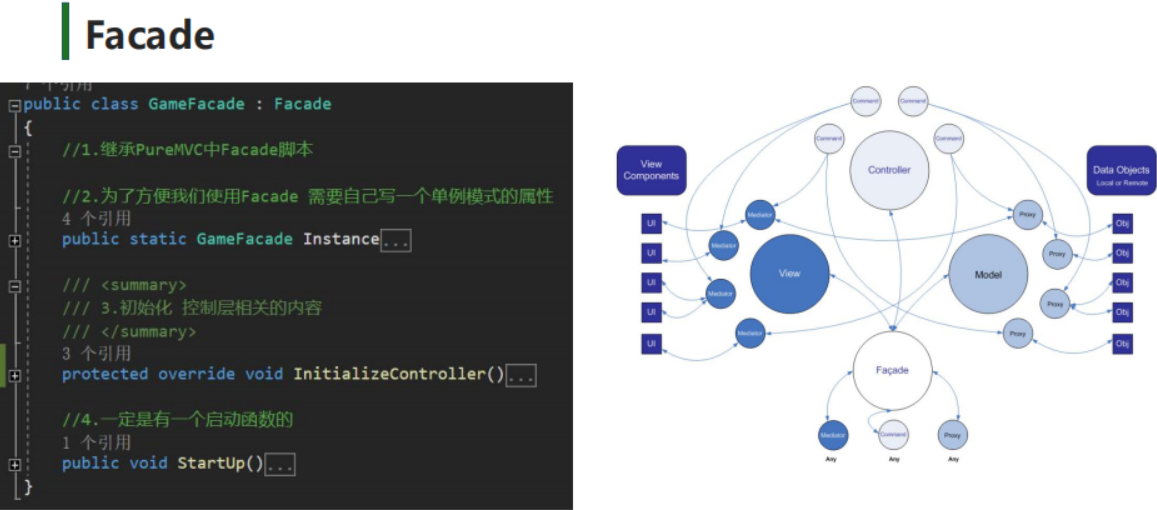 Facade
个引用
public class GameFacade : Facade
{
//1.继承PureMVC中Facade脚本
//2.为了方便我们使用Facade 需要自己写一个单例模式的属性
4 个引用
public static GameFacade Instance...
/// <summary>
/// 3.初始化 控制层相关的内容
/// </summary>
3 个引用
protected override void InitializeController()...
//4.一定是有一个启动函数的
1 个引用
public void StartUp()...
}
Command
Command
Command
Command
Controller
View
Components
Data Objects
Local or Remote
UI
UI
UI
UI
UI
Mediator
Mediator
Mediator
Mediator
View
Model
Proxy
Proxy
Proxy
Proxy
Obj
Obj
Obj
Obj
Obj
Façade
Mediator
Command
Proxy
Any
Any
Any